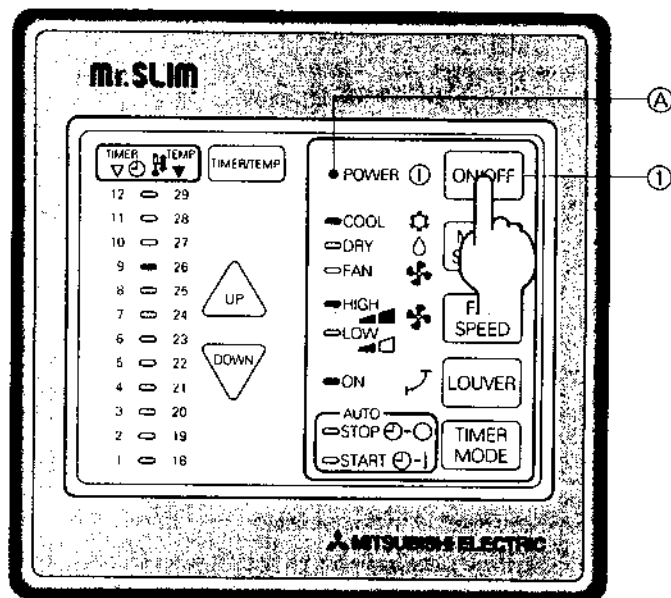 Mr.SLIM
Ⓐ
TIMER TEMP
TIMER/TEMP
POWER
ON/OFF
①
12 29
11 28
10 27
9 26
8 25
7 24
6 23
5 22
4 21
3 20
2 19
1 18
UP
DOWN
COOL
DRY
FAN
HIGH
LOW
SPEED
ON
LOUVER
AUTO
STOP
START
TIMER
MODE
MITSUBISHI ELECTRIC